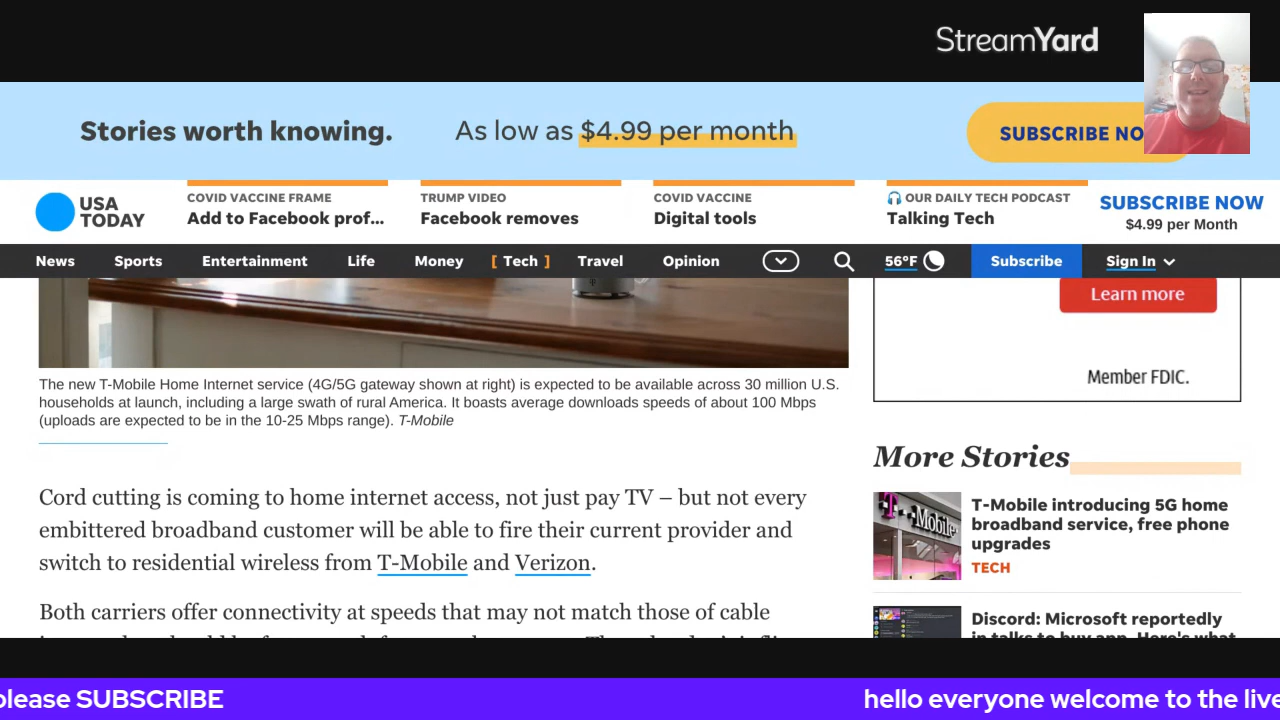 StreamYard
Stories worth knowing.
As low as $4.99 per month
SUBSCRIBE
USA
TODAY
COVID VACCINE FRAME
Add to Facebook prof...
TRUMP VIDEO
Facebook removes
COVID VACCINE
Digital tools
OUR DAILY TECH PODCAST
Talking Tech
SUBSCRIBE NOW
$4.99 per Month
News Sports Entertainment Life Money [ Tech ] Travel Opinion 56°F Subscribe Sign In
Learn more
Member FDIC.
The new T-Mobile Home Internet service (4G/5G gateway shown at right) is expected to be available across 30 million U.S.
households at launch, including a large swath of rural America. It boasts average downloads speeds of about 100 Mbps
(uploads are expected to be in the 10-25 Mbps range). T-Mobile
Cord cutting is coming to home internet access, not just pay TV – but not every
embittered broadband customer will be able to fire their current provider and
switch to residential wireless from T-Mobile and Verizon.
Both carriers offer connectivity at speeds that may not match those of cable
More Stories
T-Mobile
T-Mobile introducing 5G home
broadband service, free phone
upgrades
TECH
Discord: Microsoft reportedly
in talks to buy app. Here's what
please SUBSCRIBE
hello everyone welcome to the live